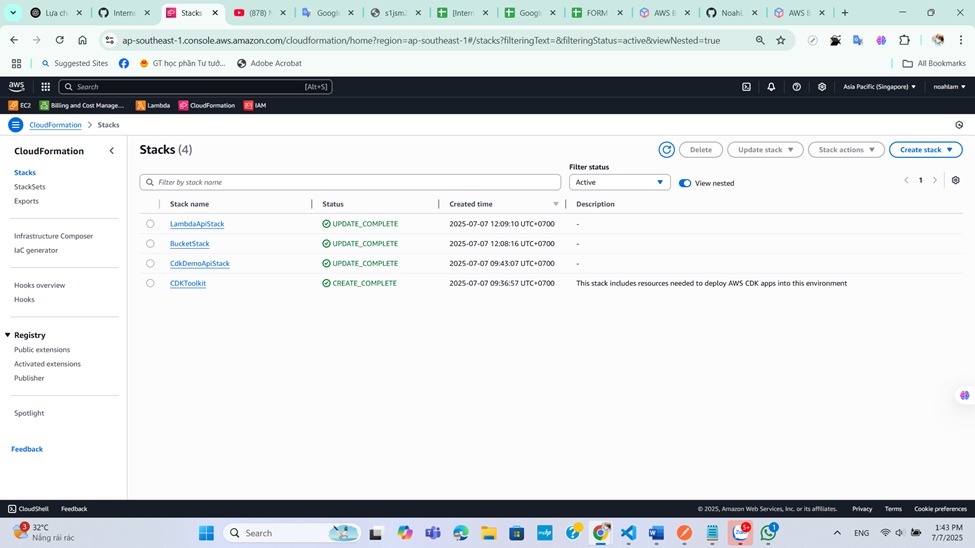 Lựa ch
Interns
Stacks
(878) N
Google
s1jsm2
[Intern
Google
FORM
AWS B
NoahL
AWS B
ap-southeast-1.console.aws.amazon.com/cloudformation/home?region=ap-southeast-1#/stacks?filteringText=&filteringStatus=active&viewNested=true
Suggested Sites
GT học phần Tư tưở...
Adobe Acrobat
All Bookmarks
aws
Search
[Alt+S]
Asia Pacific (Singapore)
noahlam
EC2
Billing and Cost Manage...
Lambda
CloudFormation
IAM
CloudFormation
Stacks
CloudFormation
Stacks
StackSets
Exports
Infrastructure Composer
IaC generator
Hooks overview
Hooks
Registry
Public extensions
Activated extensions
Publisher
Spotlight
Feedback
Stacks (4)
Delete
Update stack
Stack actions
Create stack
Filter status
Filter by stack name
Active
View nested
1
Stack name Status Created time Description
LambdaApiStack UPDATE_COMPLETE 2025-07-07 12:09:10 UTC+0700 -
BucketStack UPDATE_COMPLETE 2025-07-07 12:08:16 UTC+0700 -
CdkDemoApiStack UPDATE_COMPLETE 2025-07-07 09:43:07 UTC+0700 -
CDKToolkit CREATE_COMPLETE 2025-07-07 09:36:57 UTC+0700 This stack includes resources needed to deploy AWS CDK apps into this environment
CloudShell
Feedback
© 2025, Amazon Web Services, Inc. or its affiliates.
Privacy
Terms
Cookie preferences
3
32°C
Nắng rải rác
Search
5+
1
ENG
1:43 PM
7/7/2025